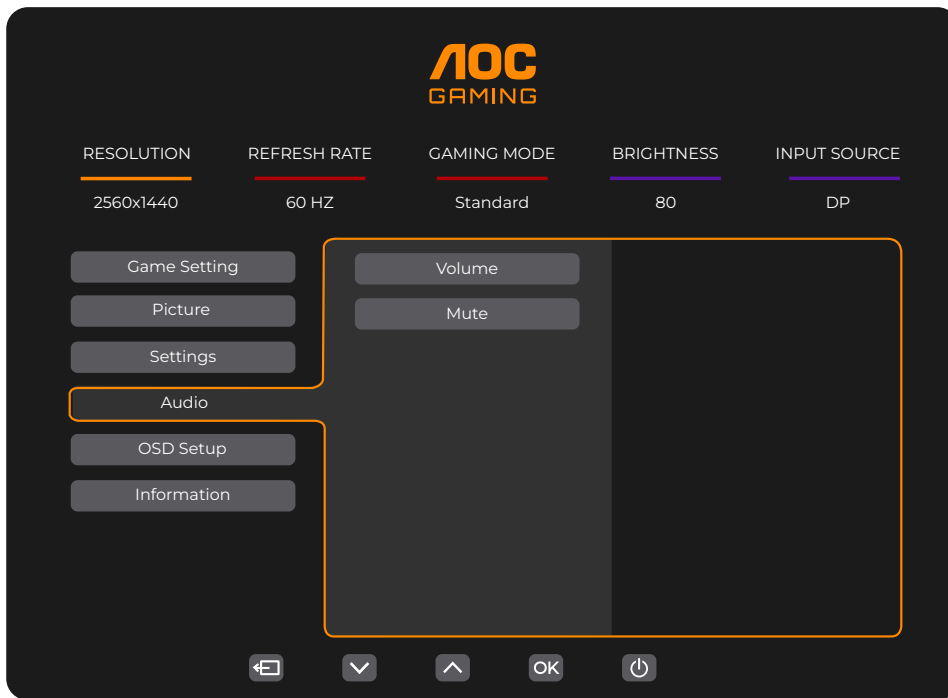 AOC
GAMING
RESOLUTION REFRESH RATE GAMING MODE BRIGHTNESS INPUT SOURCE
2560x1440 60 HZ Standard 80 DP
Game Setting
Picture
Settings
Audio
OSD Setup
Information
Volume
Mute
OK